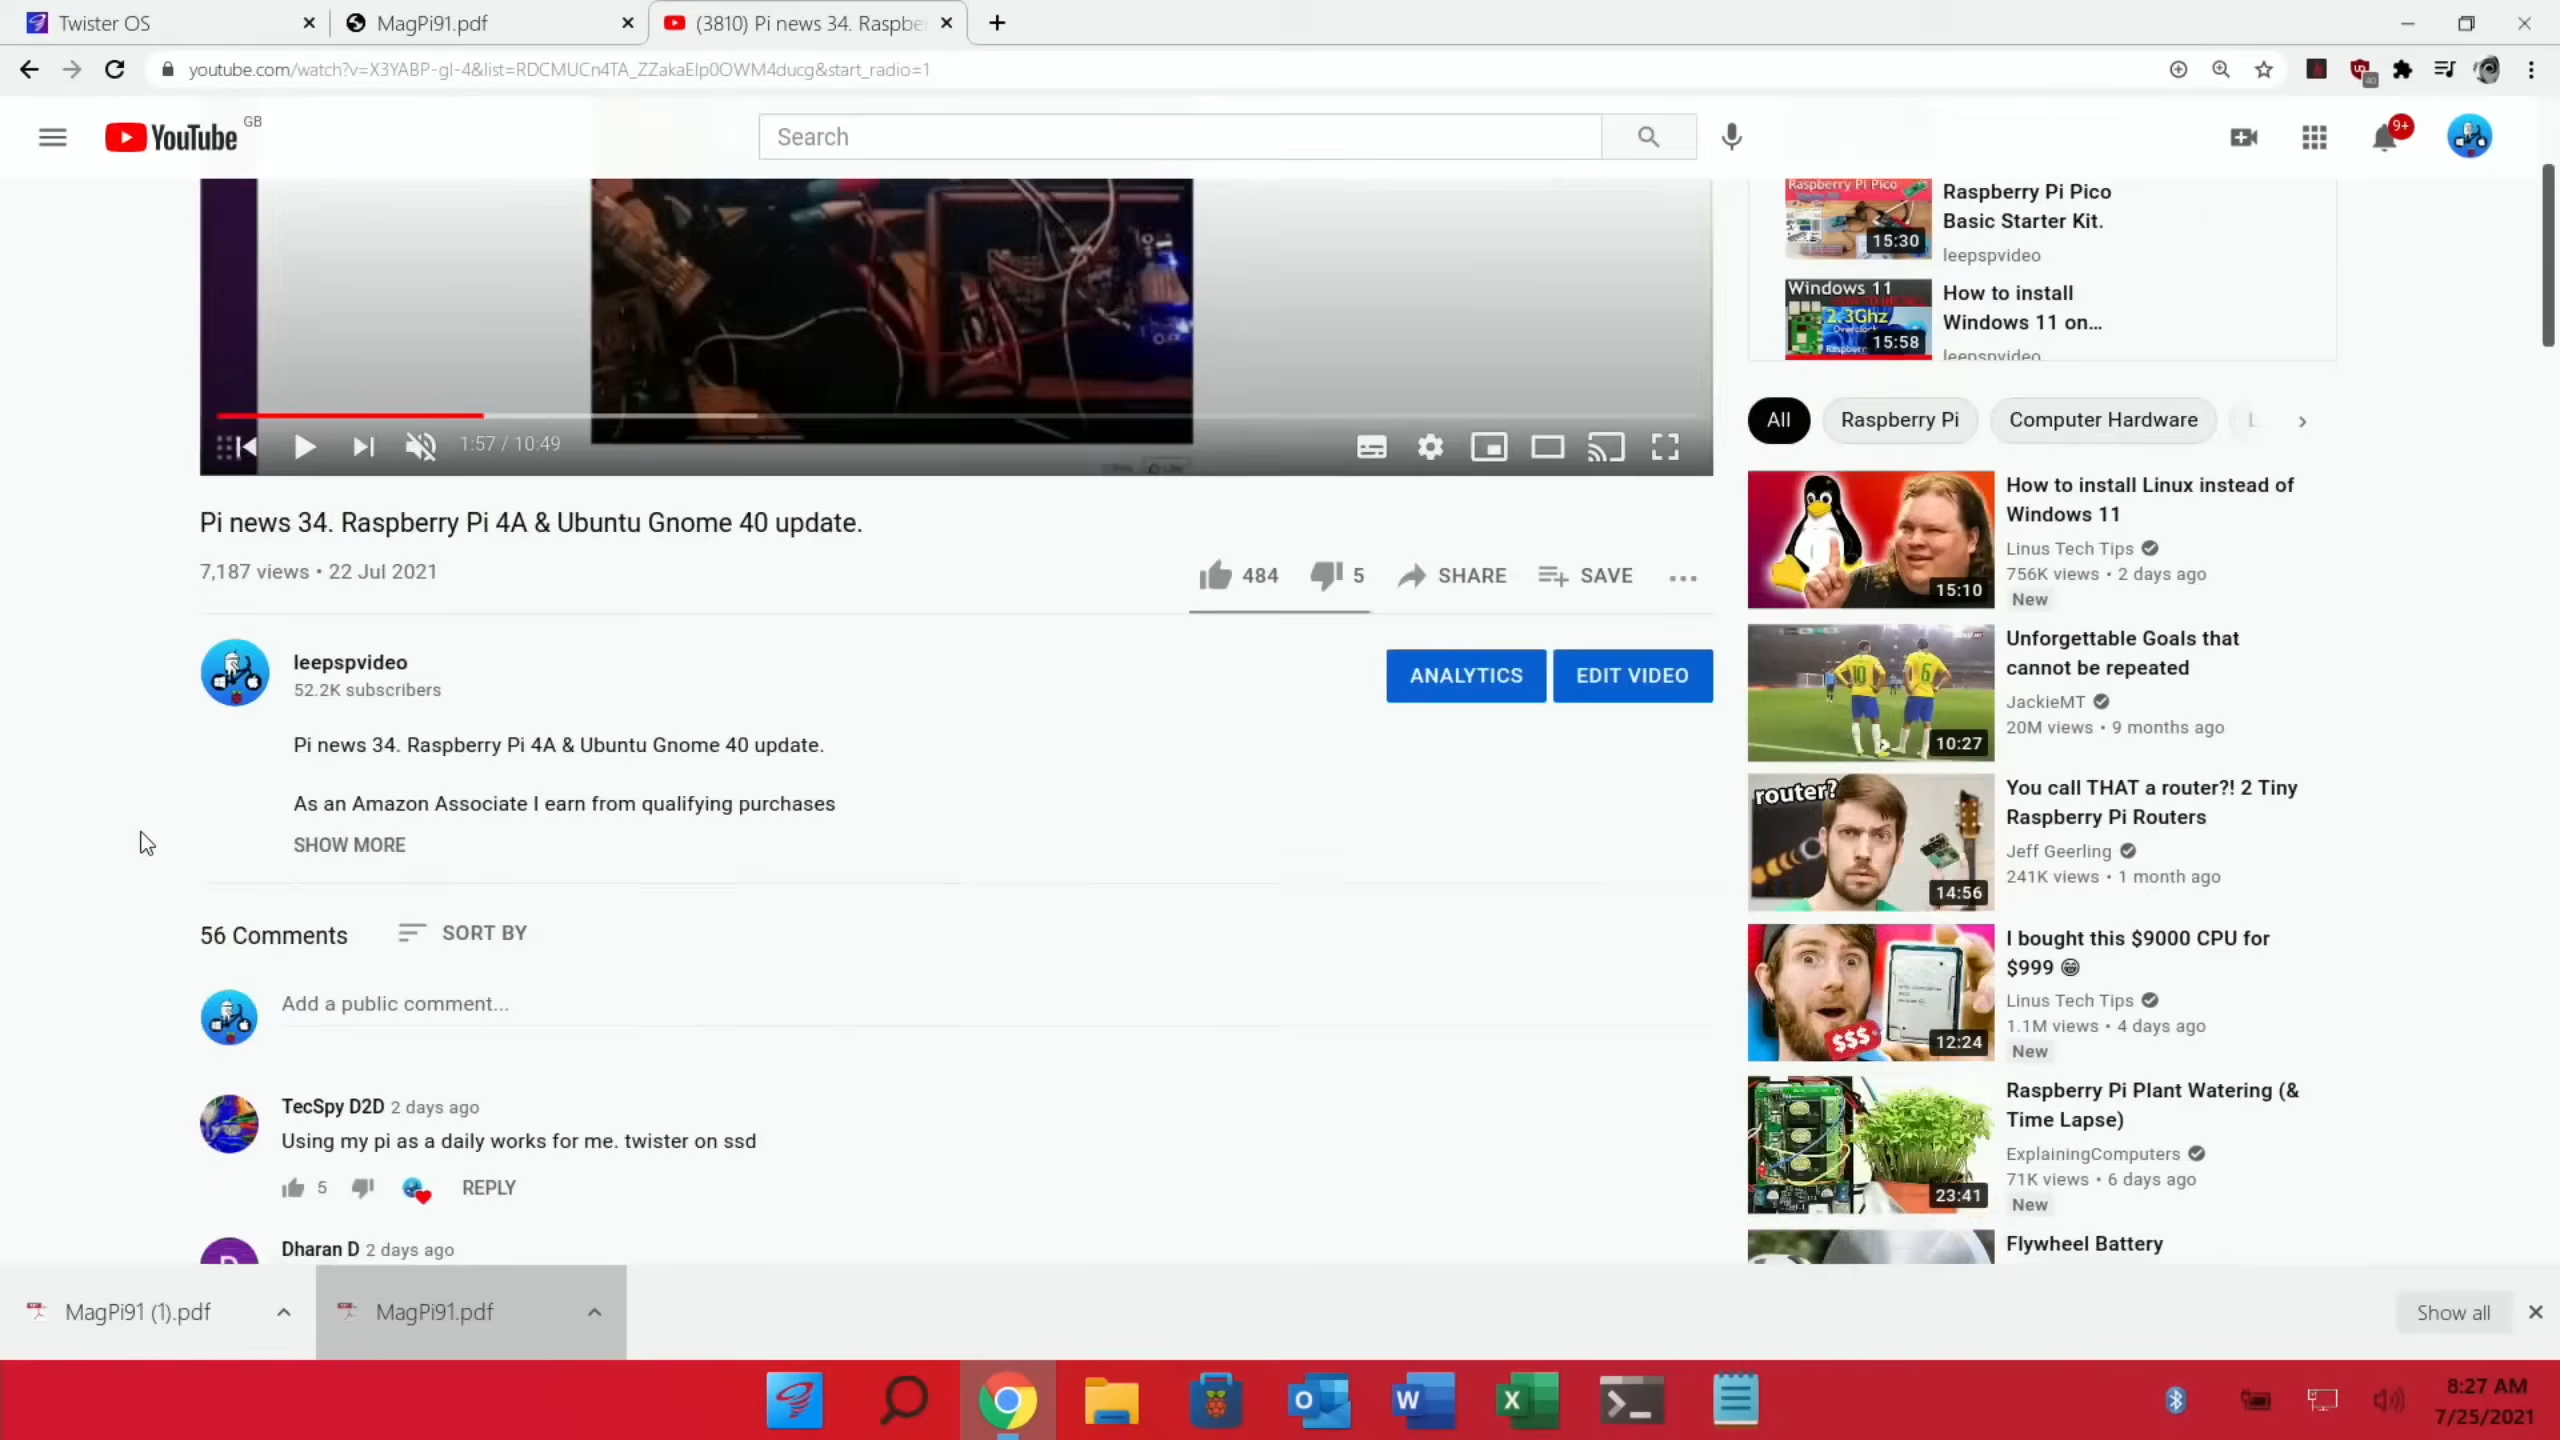 Twister OS
MagPi91.pdf
(3810) Pi news 34. Raspbe
youtube.com/watch?v=X3YABP-gI-4&list=RDCMUCn4TA_ZZakaEIp0OWM4ducg&start_radio=1
YouTube GB
Search
9+
1:57 / 10:49
Pi news 34. Raspberry Pi 4A & Ubuntu Gnome 40 update.
7,187 views • 22 Jul 2021
484
5
SHARE
SAVE
leepspvideo
52.2K subscribers
ANALYTICS
EDIT VIDEO
Pi news 34. Raspberry Pi 4A & Ubuntu Gnome 40 update.
As an Amazon Associate I earn from qualifying purchases
SHOW MORE
56 Comments
SORT BY
Add a public comment...
TecSpy D2D 2 days ago
Using my pi as a daily works for me. twister on ssd
5
REPLY
Dharan D 2 days ago
Raspberry Pi Pico
15:30
Raspberry Pi Pico
Basic Starter Kit.
leepspvideo
Windows 11
2.3Ghz
15:58
How to install
Windows 11 on...
leepspvideo
All
Raspberry Pi
Computer Hardware
15:10
How to install Linux instead of
Windows 11
Linus Tech Tips
756K views • 2 days ago
New
10:27
Unforgettable Goals that
cannot be repeated
JackieMT
20M views • 9 months ago
router?
14:56
You call THAT a router?! 2 Tiny
Raspberry Pi Routers
Jeff Geerling
241K views • 1 month ago
$$$
12:24
I bought this $9000 CPU for
$999 😁
Linus Tech Tips
1.1M views • 4 days ago
New
23:41
Raspberry Pi Plant Watering (&
Time Lapse)
ExplainingComputers
71K views • 6 days ago
New
Flywheel Battery
MagPi91 (1).pdf
MagPi91.pdf
Show all
8:27 AM
7/25/2021